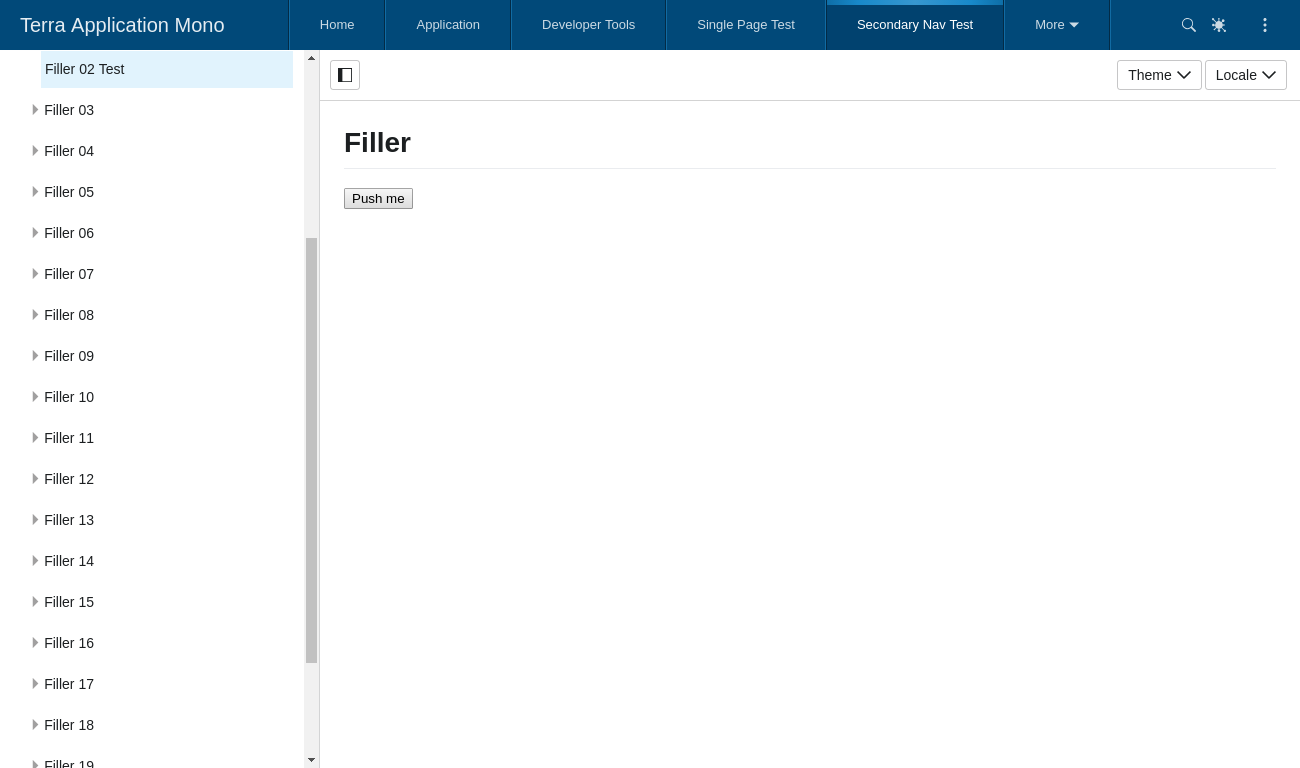 Terra Application Mono
Home
Application
Developer Tools
Single Page Test
Secondary Nav Test
More
Filler 02 Test
Filler 03
Filler 04
Filler 05
Filler 06
Filler 07
Filler 08
Filler 09
Filler 10
Filler 11
Filler 12
Filler 13
Filler 14
Filler 15
Filler 16
Filler 17
Filler 18
Filler 19
Theme
Locale
Filler
Push me